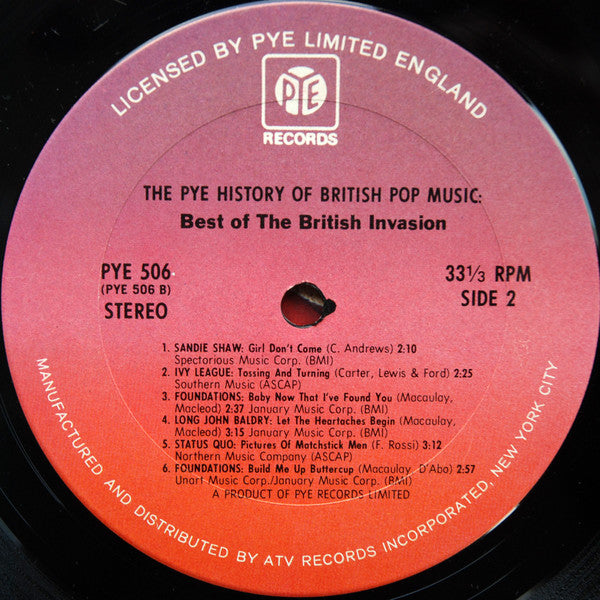 LICENSED BY PYE LIMITED ENGLAND
PYE
RECORDS
THE PYE HISTORY OF BRITISH POP MUSIC:
Best of The British Invasion
PYE 506
(PYE 506 B)
STEREO
33⅓ RPM
SIDE 2
1. SANDIE SHAW: Girl Don't Come (C. Andrews) 2:10
Spectorious Music Corp. (BMI)
2. IVY LEAGUE: Tossing And Turning (Carter, Lewis & Ford) 2:25
Southern Music (ASCAP)
3. FOUNDATIONS: Baby Now That I've Found You (Macaulay,
Macleod) 2:37 January Music Corp. (BMI)
4. LONG JOHN BALDRY: Let The Heartaches Begin (Macaulay,
Macleod) 3:15 January Music Corp. (BMI)
5. STATUS QUO: Pictures Of Matchstick Men (F. Rossi) 3:12
Northern Music Company (ASCAP)
6. FOUNDATIONS: Build Me Up Buttercup (Macaulay, D'Abo) 2:57
Unart Music Corp./January Music Corp. (BMI)
A PRODUCT OF PYE RECORDS LIMITED
MANUFACTURED AND DISTRIBUTED BY ATV RECORDS INCORPORATED, NEW YORK CITY